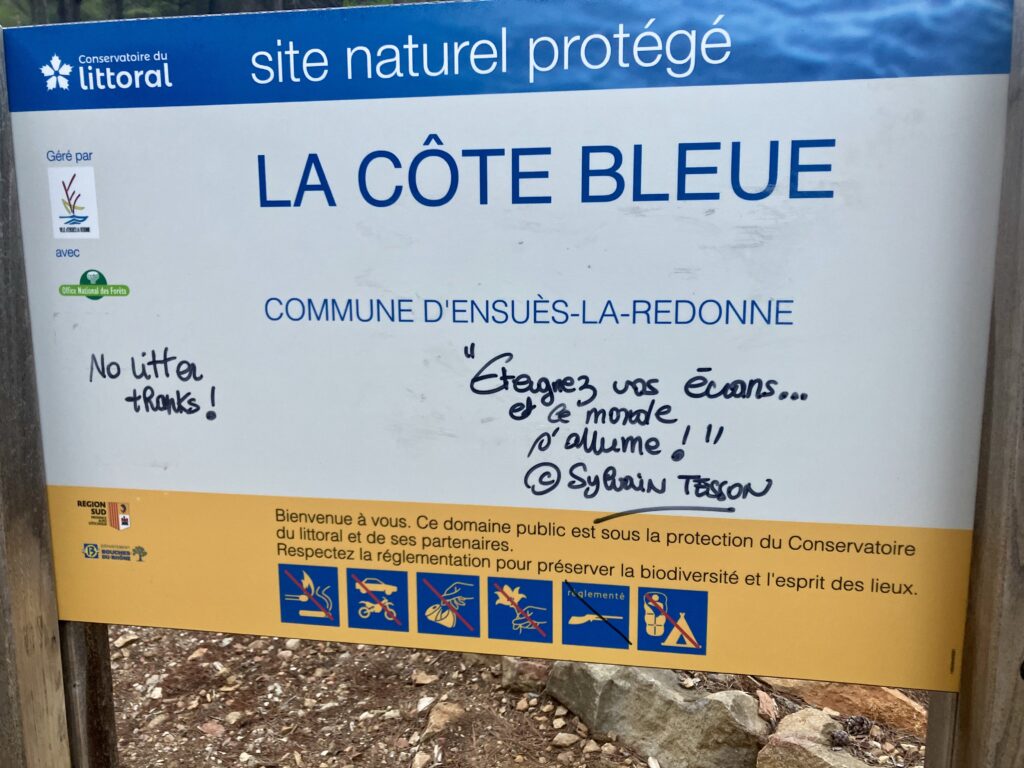 Conservatoire du
littoral
site naturel protégé
LA CÔTE BLEUE
Géré par
avec
Office National des Forêts
COMMUNE D'ENSUÈS-LA-REDONNE
No litter
thanks!
"Éteignez vos écrans...
et ce monde
s'allume!"
© Sylvain TESSON
REGION
SUD
Bienvenue à vous. Ce domaine public est sous la protection du Conservatoire
du littoral et de ses partenaires.
Respectez la réglementation pour préserver la biodiversité et l'esprit des lieux.
DÉPARTEMENT
BOUCHES
DU RHÔNE
réglementé